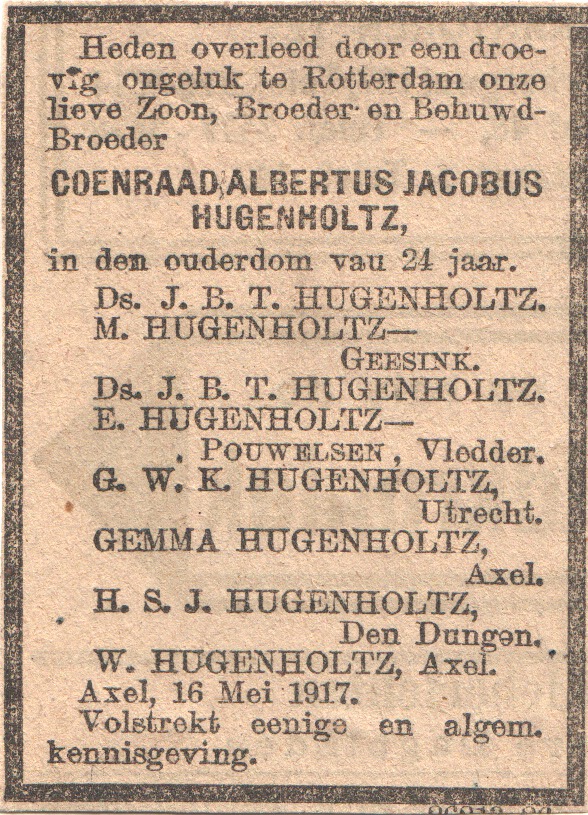 Heden overleed door een droe-
vig ongeluk te Rotterdam onze
lieve Zoon, Broeder en Behuwd-
Broeder
COENRAAD ALBERTUS JACOBUS
HUGENHOLTZ,
in den ouderdom vau 24 jaar.
Ds. J. B. T. HUGENHOLTZ.
M. HUGENHOLTZ—
GEESINK.
Ds. J. B. T. HUGENHOLTZ.
E. HUGENHOLTZ—
POUWELSEN, Vledder.
G. W. K. HUGENHOLTZ,
Utrecht.
GEMMA HUGENHOLTZ,
Axel.
H. S. J. HUGENHOLTZ,
Den Dungen.
W. HUGENHOLTZ, Axel.
Axel, 16 Mei 1917.
Volstrekt eenige en algem.
kennisgeving.